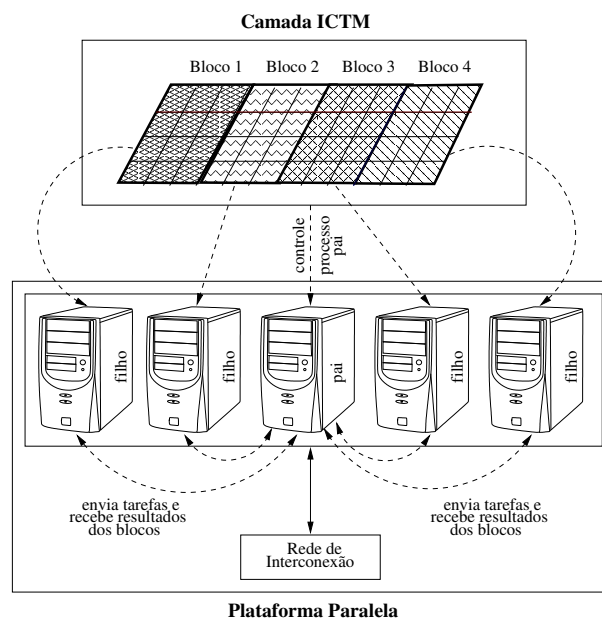 Camada ICTM
Bloco 1
Bloco 2
Bloco 3
Bloco 4
controle
processo
pai
filho
filho
pai
filho
filho
envia tarefas e
recebe resultados
dos blocos
envia tarefas e
recebe resultados
dos blocos
Rede de
Interconexão
Plataforma Paralela